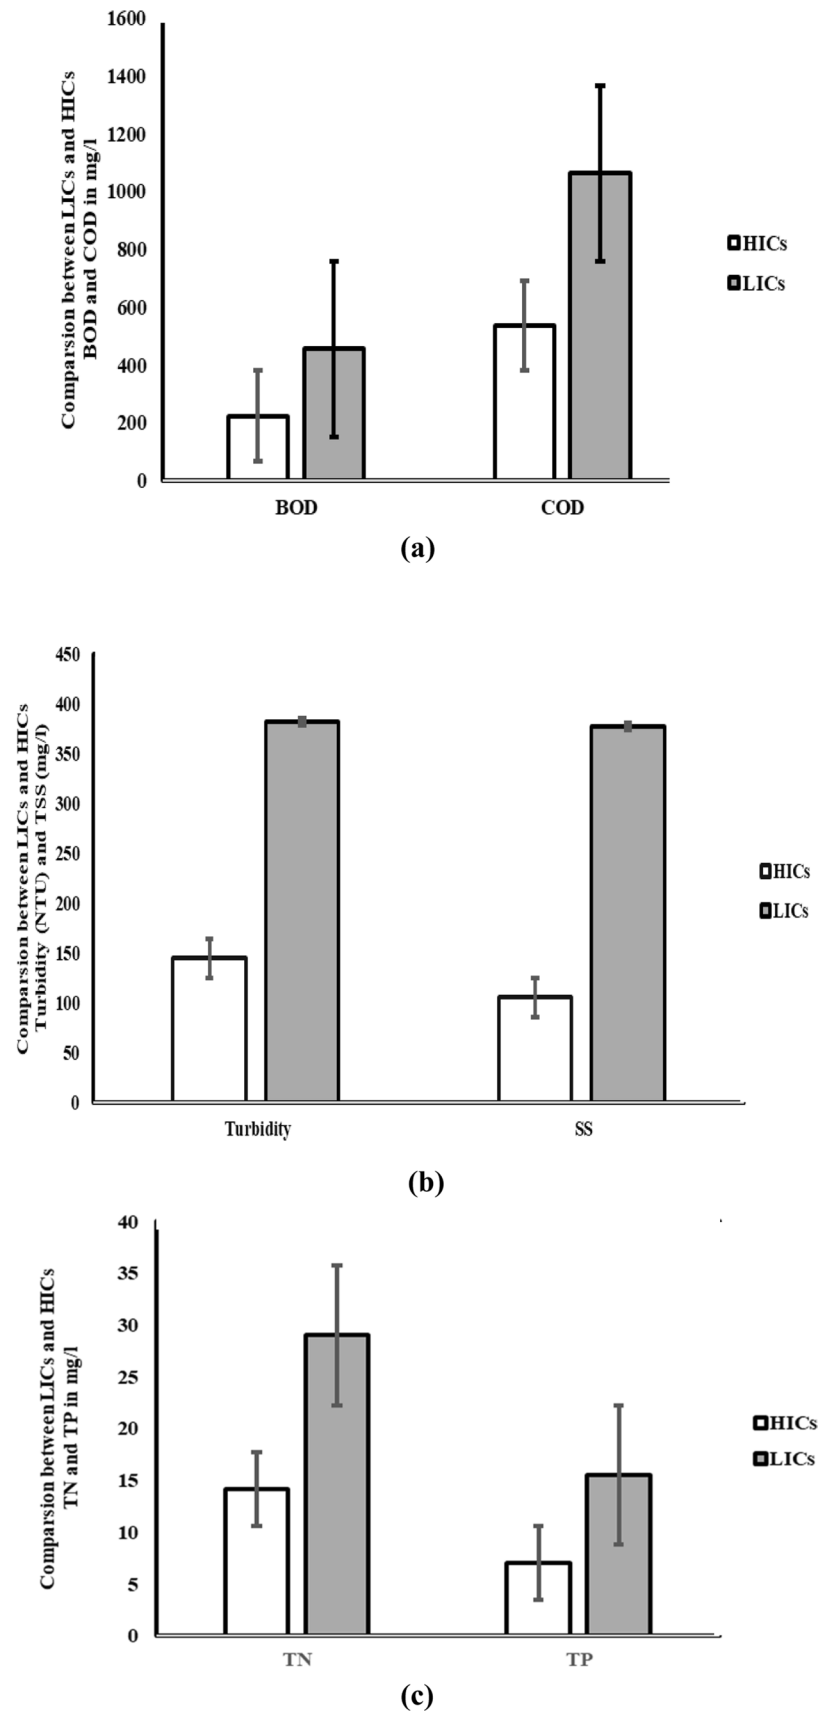 1600
1400
1200
1000
800
600
400
200
0
Comparsion between LICs and HICs
BOD and COD in mg/l
BOD
COD
HICs
LICs
(a)
450
400
350
300
250
200
150
100
50
0
Comparsion between LICs and HICs
Turbidity (NTU) and TSS (mg/l)
Turbidity
SS
HICs
LICs
(b)
40
35
30
25
20
15
10
5
0
Comparsion between LICs and HICs
TN and TP in mg/l
TN
TP
HICs
LICs
(c)